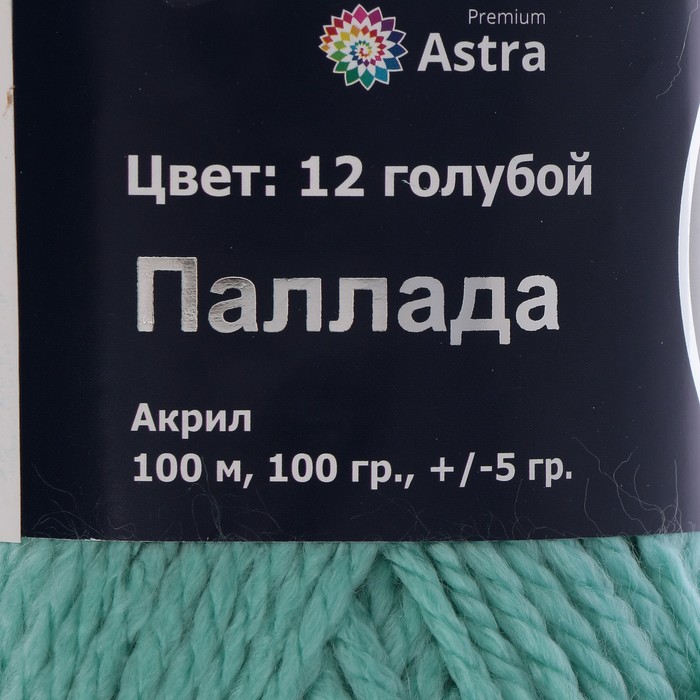 Premium
Astra
Цвет: 12 голубой
Паллада
Акрил
100 м, 100 гр., +/-5 гр.